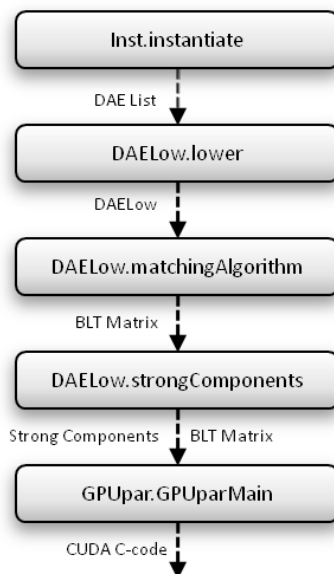 Inst.instantiate
DAE List
DAELow.lower
DAELow
DAELow.matchingAlgorithm
BLT Matrix
DAELow.strongComponents
Strong Components BLT Matrix
GPUpar.GPUparMain
CUDA C-code